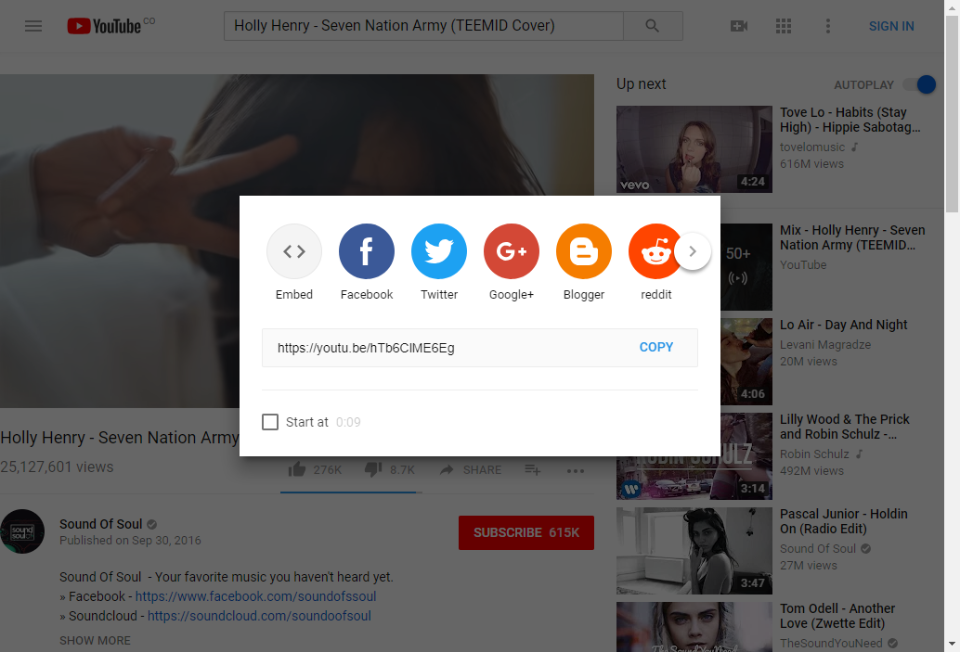 YouTube CO
Holly Henry - Seven Nation Army (TEEMID Cover)
SIGN IN
Up next
AUTOPLAY
Tove Lo - Habits (Stay
High) - Hippie Sabotag...
tovelomusic
616M views
vevo
4:24
50+
Mix - Holly Henry - Seven
Nation Army (TEEMID...
YouTube
Lo Air - Day And Night
Levani Magradze
20M views
4:06
Lilly Wood & The Prick
and Robin Schulz -...
Robin Schulz
492M views
ROBIN SCHULZ
W
3:14
Pascal Junior - Holdin
On (Radio Edit)
Sound Of Soul
27M views
3:47
Tom Odell - Another
Love (Zwette Edit)
TheSoundYouNeed
The SoundYouNeed
Embed
Facebook
Twitter
G+
Google+
Blogger
reddit
https://youtu.be/hTb6CIME6Eg
COPY
Start at 0:09
Holly Henry - Seven Nation Army
25,127,601 views
276K
8.7K
SHARE
sound
soul
Sound Of Soul
Published on Sep 30, 2016
SUBSCRIBE 615K
Sound Of Soul - Your favorite music you haven't heard yet.
» Facebook - https://www.facebook.com/soundofssoul
» Soundcloud - https://soundcloud.com/soundoofsoul
SHOW MORE